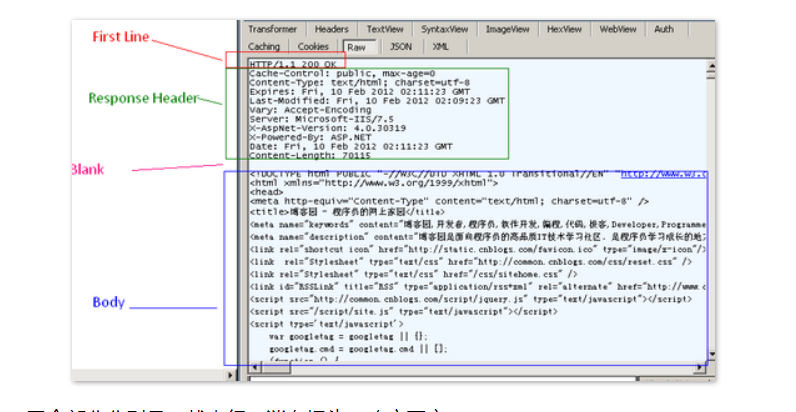 First Line
Response Header
Blank
Body
Transformer Headers TextView SyntaxView ImageView HexView WebView Auth
Caching Cookies Raw JSON XML
HTTP/1.1 200 OK
Cache-Control: public, max-age=0
Content-Type: text/html; charset=utf-8
Expires: Fri, 10 Feb 2012 02:11:23 GMT
Last-Modified: Fri, 10 Feb 2012 02:09:23 GMT
Vary: Accept-Encoding
Server: Microsoft-IIS/7.5
X-AspNet-Version: 4.0.30319
X-Powered-By: ASP.NET
Date: Fri, 10 Feb 2012 02:11:23 GMT
Content-Length: 70115
<!DOCTYPE html PUBLIC "-//W3C//DTD XHTML 1.0 Transitional//EN" "http://www.w3.c
<html xmlns="http://www.w3.org/1999/xhtml">
<head>
<meta http-equiv="Content-Type" content="text/html; charset=utf-8" />
<title>博客园 - 程序员的网上家园</title>
<meta name="keywords" content="博客园,开发者,程序员,软件开发,编程,代码,极客,Developer,Programme
<meta name="description" content="博客园是面向程序员的高品质IT技术学习社区。是程序员学习成长的地
<link rel="shortcut icon" href="http://static.cnblogs.com/favicon.ico" type="image/x-icon"/>
<link rel="Stylesheet" type="text/css" href="http://common.cnblogs.com/css/reset.css" />
<link rel="Stylesheet" type="text/css" href="/css/sitehome.css" />
<link id="RSSLink" title="RSS" type="application/rss+xml" rel="alternate" href="http://www.c
<script src="http://common.cnblogs.com/script/jquery.js" type="text/javascript"></script>
<script src="/script/site.js" type="text/javascript"></script>
<script type='text/javascript'>
var googletag = googletag || {};
googletag.cmd = googletag.cmd || [];
(function () {